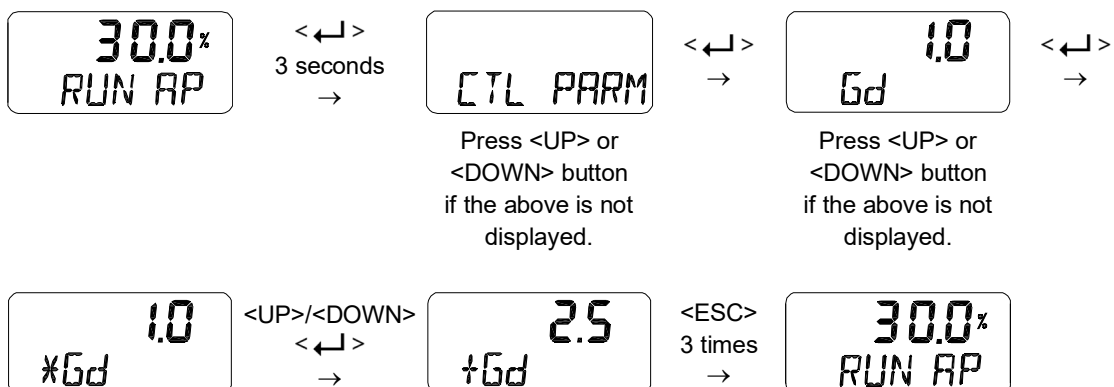 30.0%
RUN AP
<↵>
3 seconds
→
CTL PARM
Press <UP> or
<DOWN> button
if the above is not
displayed.
<↵>
→
1.0
Gd
Press <UP> or
<DOWN> button
if the above is not
displayed.
<↵>
→
1.0
*Gd
<UP>/<DOWN>
<↵>
→
2.5
+Gd
<ESC>
3 times
→
30.0%
RUN AP